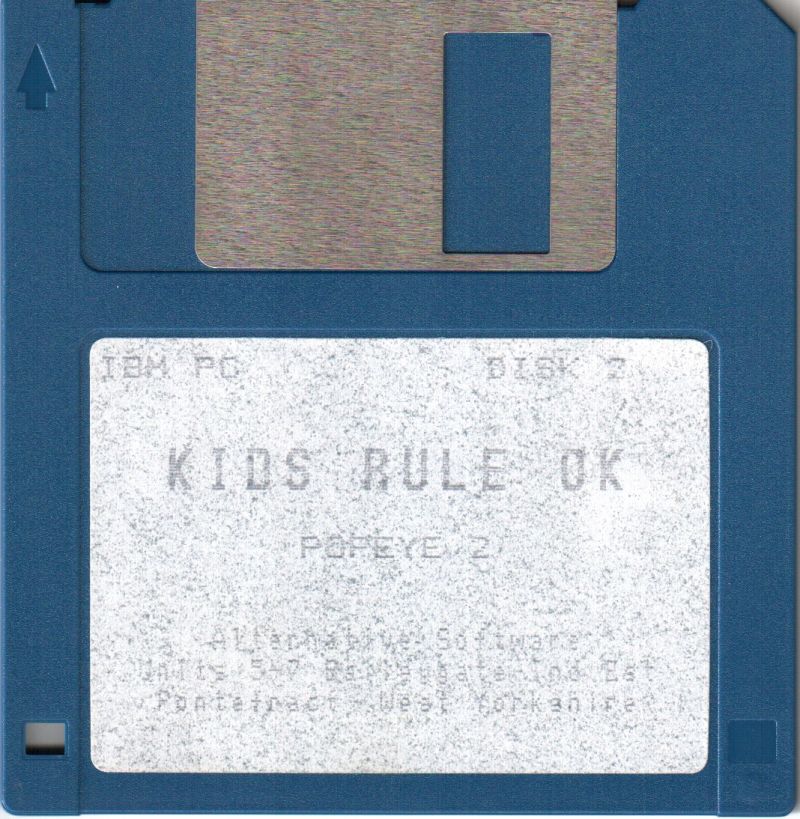 IBM PC DISK 2
KIDS RULE OK
POPEYE 2
Alternative Software
Units 5-7 Baileygate Ind Est
Pontefract West Yorkshire